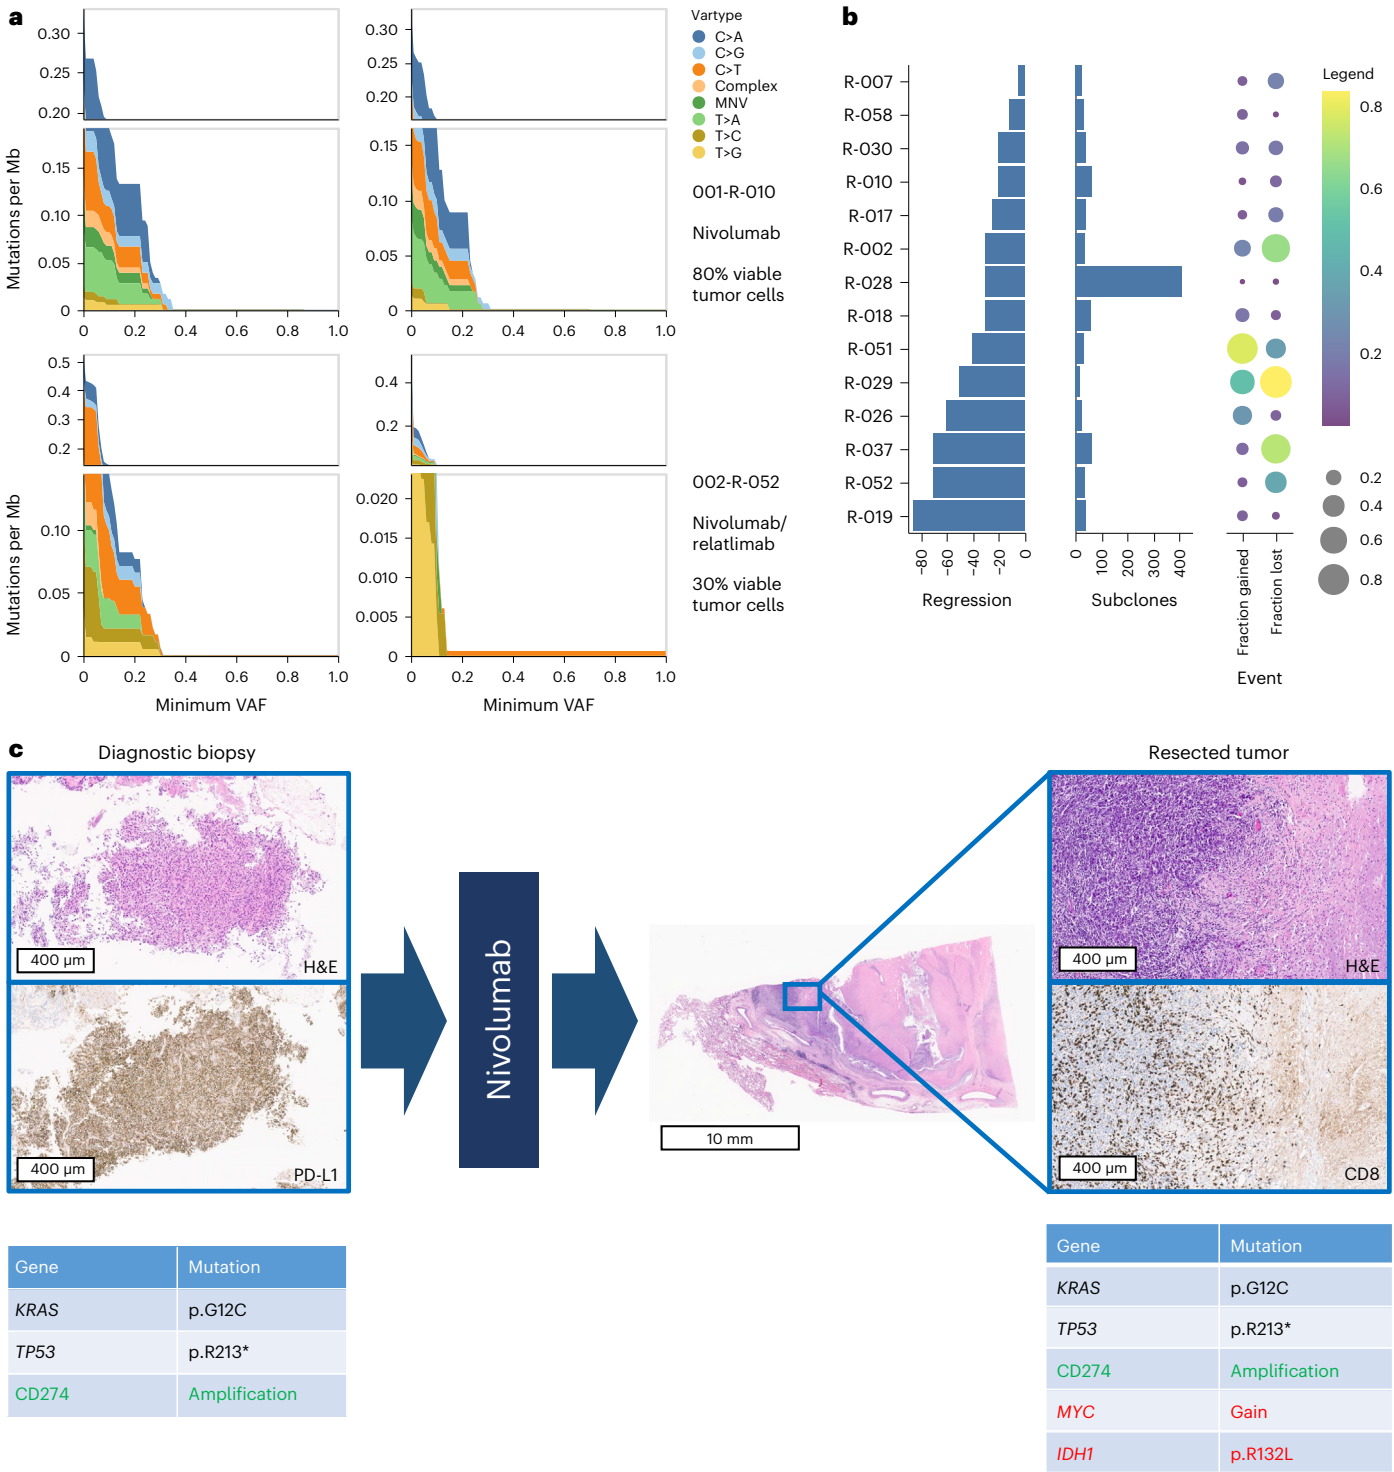 a
0.30
0.25
0.20
0.15
0.10
0.05
0
Mutations per Mb
0 0.2 0.4 0.6 0.8 1.0
0.30
0.25
0.20
0.15
0.10
0.05
0
0 0.2 0.4 0.6 0.8 1.0
Vartype
C>A
C>G
C>T
Complex
MNV
T>A
T>C
T>G
001-R-010
Nivolumab
80% viable
tumor cells
0.5
0.4
0.3
0.2
0.10
0.05
0
Mutations per Mb
0 0.2 0.4 0.6 0.8 1.0
Minimum VAF
0.4
0.2
0.020
0.015
0.010
0.005
0
0 0.2 0.4 0.6 0.8 1.0
Minimum VAF
002-R-052
Nivolumab/
relatlimab
30% viable
tumor cells
b
R-007
R-058
R-030
R-010
R-017
R-002
R-028
R-018
R-051
R-029
R-026
R-037
R-052
R-019
-80 -60 -40 -20 0
Regression
0 100 200 300 400
Subclones
Fraction gained
Fraction lost
Event
Legend
0.8
0.6
0.4
0.2
0.2
0.4
0.6
0.8
c
Diagnostic biopsy
400 µm
H&E
400 µm
PD-L1
Nivolumab
10 mm
Resected tumor
400 µm
H&E
400 µm
CD8
Gene Mutation
KRAS p.G12C
TP53 p.R213*
CD274 Amplification
Gene Mutation
KRAS p.G12C
TP53 p.R213*
CD274 Amplification
MYC Gain
IDH1 p.R132L